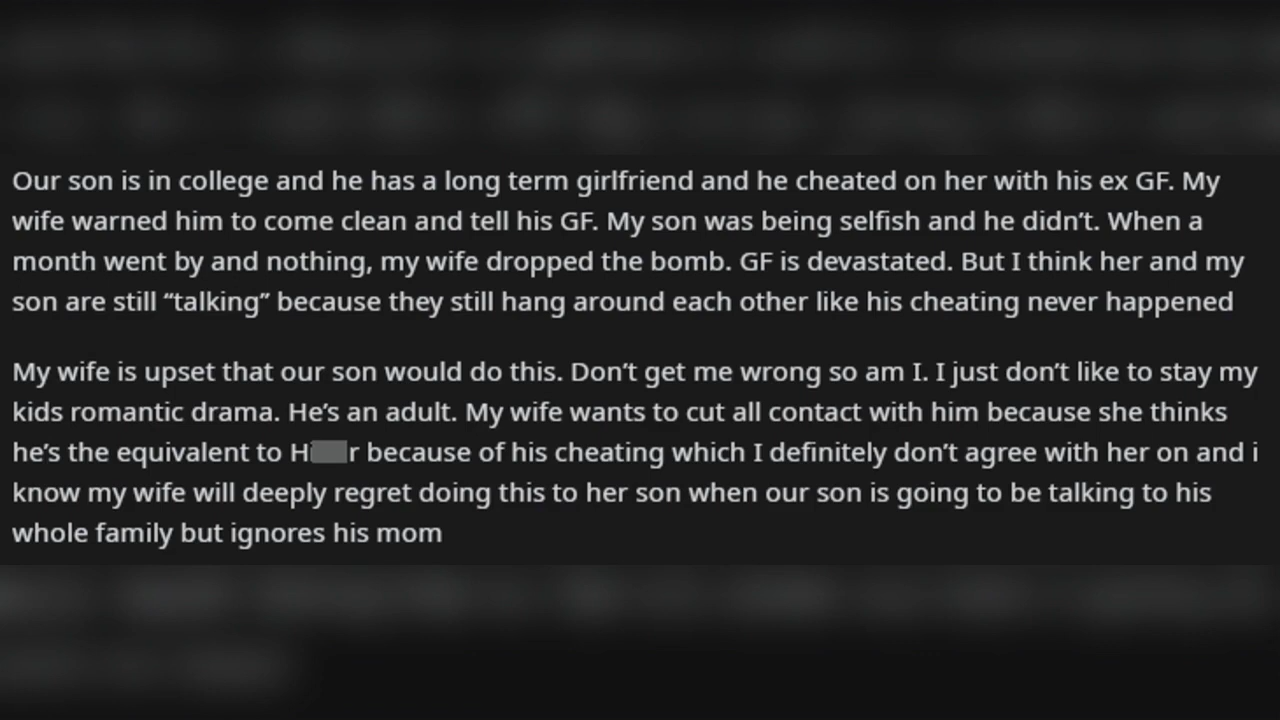 Our son is in college and he has a long term girlfriend and he cheated on her with his ex GF. My
wife warned him to come clean and tell his GF. My son was being selfish and he didn’t. When a
month went by and nothing, my wife dropped the bomb. GF is devastated. But I think her and my
son are still “talking” because they still hang around each other like his cheating never happened
My wife is upset that our son would do this. Don’t get me wrong so am I. I just don’t like to stay my
kids romantic drama. He’s an adult. My wife wants to cut all contact with him because she thinks
he’s the equivalent to Hi r because of his cheating which I definitely don’t agree with her on and i
know my wife will deeply regret doing this to her son when our son is going to be talking to his
whole family but ignores his mom